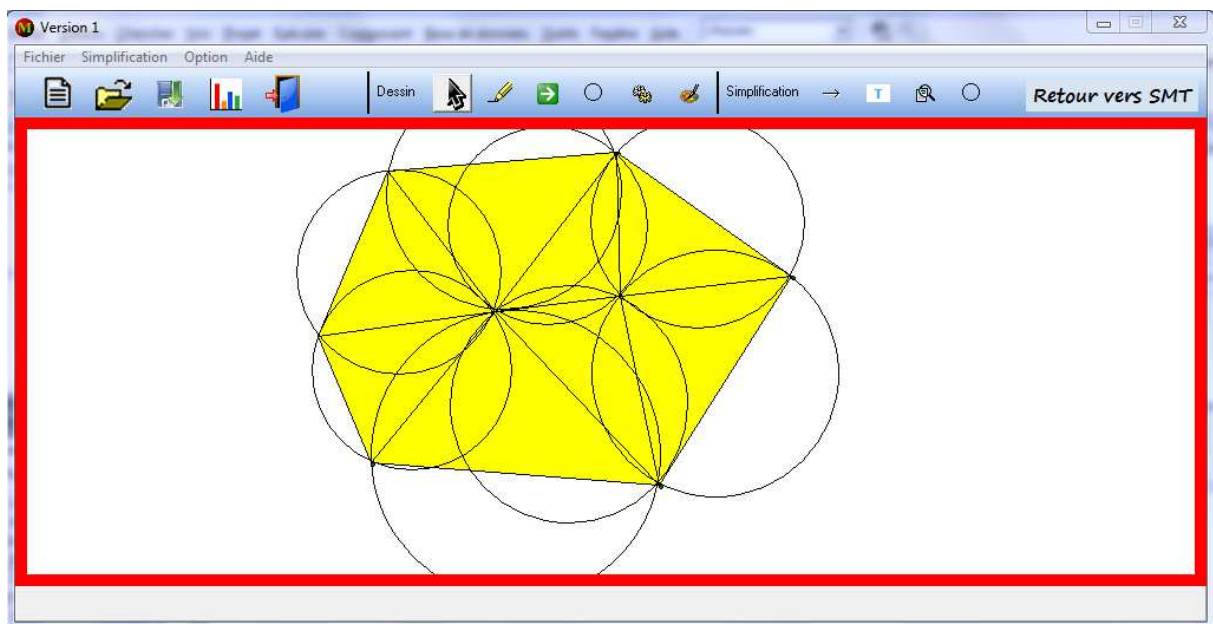 Version 1
Fichier Simplification Option Aide
Dessin Simplification T Retour vers SMT